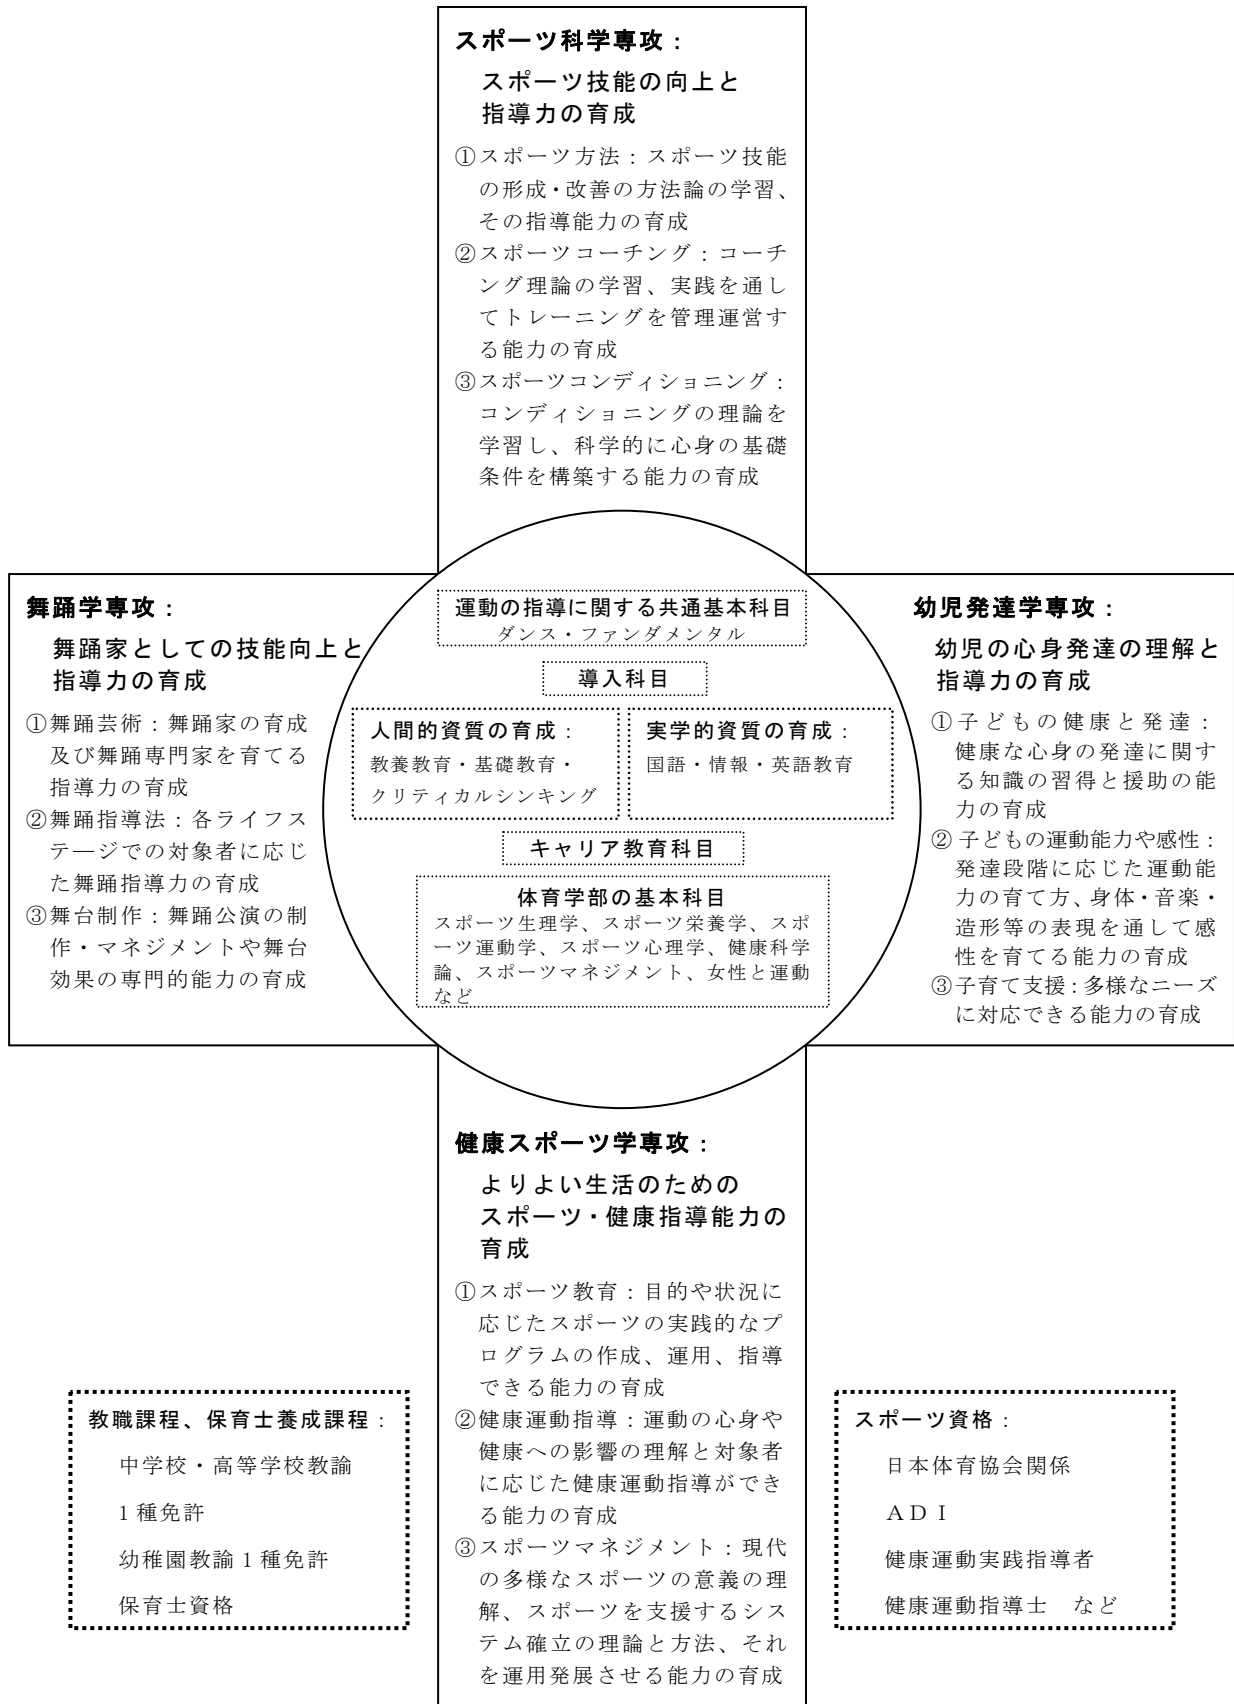 スポーツ科学専攻：
スポーツ技能の向上と
指導力の育成
①スポーツ方法：スポーツ技能
の形成・改善の方法論の学習、
その指導能力の育成
②スポーツコーチング：コーチ
ング理論の学習、実践を通し
てトレーニングを管理運営す
る能力の育成
③スポーツコンディショニング：
コンディショニングの理論を
学習し、科学的に心身の基礎
条件を構築する能力の育成
舞踊学専攻：
舞踊家としての技能向上と
指導力の育成
①舞踊芸術：舞踊家の育成
及び舞踊専門家を育てる
指導力の育成
②舞踊指導法：各ライフス
テ―ジでの対象者に応じ
た舞踊指導力の育成
③舞台制作：舞踊公演の制
作・マネジメントや舞台
効果の専門的能力の育成
運動の指導に関する共通基本科目
ダンス・ファンダメンタル
導入科目
人間的資質の育成：
教養教育・基礎教育・
クリティカルシンキング
実学的資質の育成：
国語・情報・英語教育
キャリア教育科目
体育学部の基本科目
スポーツ生理学、スポーツ栄養学、スポ
ーツ運動学、スポーツ心理学、健康科学
論、スポーツマネジメント、女性と運動
など
幼児発達学専攻：
幼児の心身発達の理解と
指導力の育成
①子どもの健康と発達：
健康な心身の発達に関す
る知識の習得と援助の能
力の育成
②子どもの運動能力や感性：
発達段階に応じた運動能
力の育て方、身体・音楽・
造形等の表現を通して感
性を育てる能力の育成
③子育て支援：多様なニーズ
に対応できる能力の育成
健康スポーツ学専攻：
よりよい生活のための
スポーツ・健康指導能力の
育成
①スポーツ教育：目的や状況に
応じたスポーツの実践的なプ
ログラムの作成、運用、指導
できる能力の育成
②健康運動指導：運動の心身や
健康への影響の理解と対象者
に応じた健康運動指導ができ
る能力の育成
③スポーツマネジメント：現代
の多様なスポーツの意義の理
解、スポーツを支援するシス
テム確立の理論と方法、それ
を運用発展させる能力の育成
教職課程、保育士養成課程：
中学校・高等学校教諭
1種免許
幼稚園教諭1種免許
保育士資格
スポーツ資格：
日本体育協会関係
ＡＤＩ
健康運動実践指導者
健康運動指導士　など